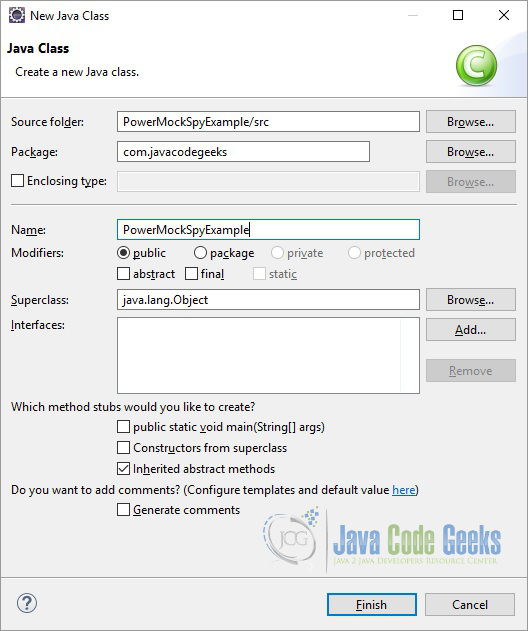 New Java Class
Java Class
Create a new Java class.
C
Source folder: PowerMockSpyExample/src Browse...
Package: com.javacodegeeks Browse...
Enclosing type: Browse...
Name: PowerMockSpyExample
Modifiers: public package private protected
abstract final static
Superclass: java.lang.Object Browse...
Interfaces: Add...
Remove
Which method stubs would you like to create?
public static void main(String[] args)
Constructors from superclass
Inherited abstract methods
Do you want to add comments? (Configure templates and default value here)
Generate comments
JCG Java Code Geeks
JAVA 2 JAVA DEVELOPERS RESOURCE CENTER
? Finish Cancel